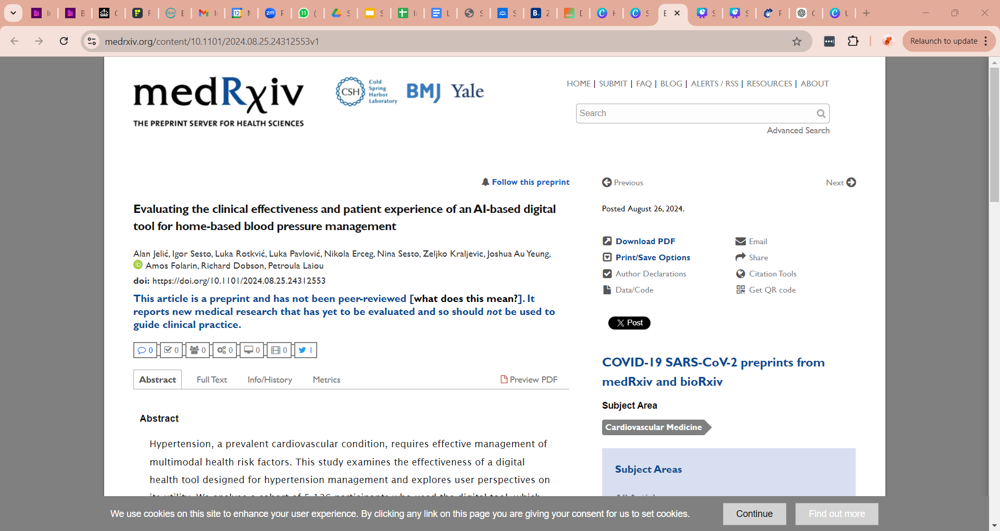 medrxiv.org/content/10.1101/2024.08.25.24312553v1
Relaunch to update
medRxiv
THE PREPRINT SERVER FOR HEALTH SCIENCES
CSH
Cold
Spring
Harbor
Laboratory
BMJ Yale
HOME | SUBMIT | FAQ | BLOG | ALERTS / RSS | RESOURCES | ABOUT
Search
Advanced Search
Follow this preprint
Previous
Next
Evaluating the clinical effectiveness and patient experience of an AI-based digital
tool for home-based blood pressure management
Alan Jelić, Igor Sesto, Luka Rotkvić, Luka Pavlović, Nikola Erceg, Nina Sesto, Zeljko Kraljevic, Joshua Au Yeung,
iD Amos Folarin, Richard Dobson, Petroula Laiou
doi: https://doi.org/10.1101/2024.08.25.24312553
This article is a preprint and has not been peer-reviewed [what does this mean?]. It
reports new medical research that has yet to be evaluated and so should not be used to
guide clinical practice.
0 0 0 0 0 0 1
Abstract Full Text Info/History Metrics Preview PDF
Abstract
Hypertension, a prevalent cardiovascular condition, requires effective management of
multimodal health risk factors. This study examines the effectiveness of a digital
health tool designed for hypertension management and explores user perspectives on
Posted August 26, 2024.
Download PDF
Print/Save Options
Author Declarations
Data/Code
Email
Share
Citation Tools
Get QR code
X Post
COVID-19 SARS-CoV-2 preprints from
medRxiv and bioRxiv
Subject Area
Cardiovascular Medicine
Subject Areas
We use cookies on this site to enhance your user experience. By clicking any link on this page you are giving your consent for us to set cookies.
Continue
Find out more